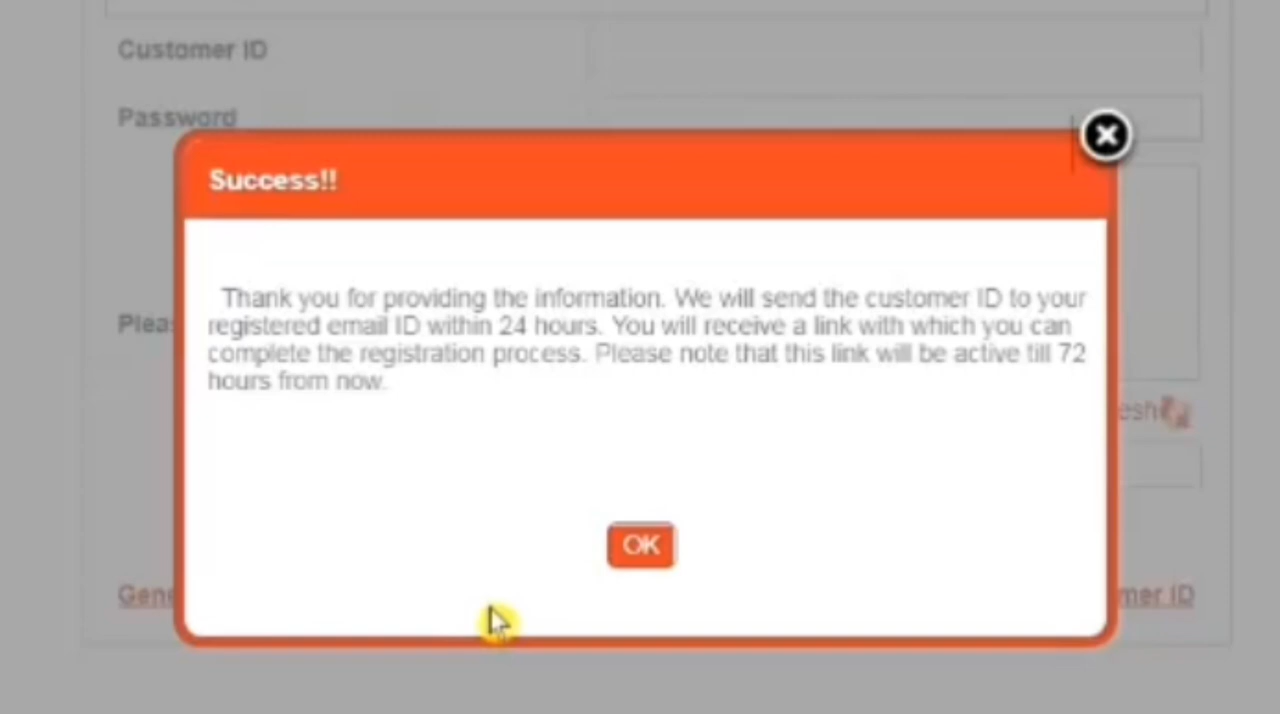 Customer ID
Password
Success!!
Thank you for providing the information. We will send the customer ID to your
registered email ID within 24 hours. You will receive a link with which you can
complete the registration process. Please note that this link will be active till 72
hours from now.
OK